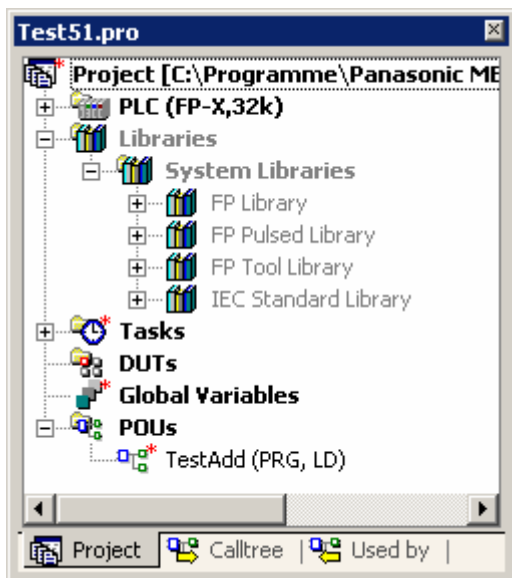 Test51.pro
Project [C:\Programme\Panasonic ME
PLC (FP-X,32k)
Libraries
System Libraries
FP Library
FP Pulsed Library
FP Tool Library
IEC Standard Library
Tasks
DUTs
Global Variables
POUs
TestAdd (PRG, LD)
Project Calltree Used by